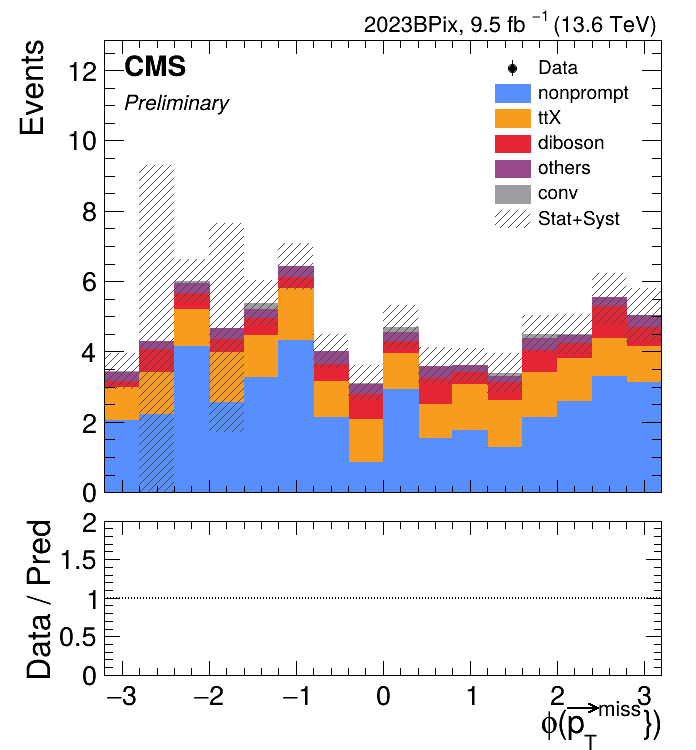 2023BPix, 9.5 fb⁻¹ (13.6 TeV)
Events
CMS
Preliminary
Data
nonprompt
ttX
diboson
others
conv
Stat+Syst
12
10
8
6
4
2
0
Data / Pred
2
1.5
1
0.5
0
−3 −2 −1 0 1 2 3
ϕ(p⃗_T^miss})